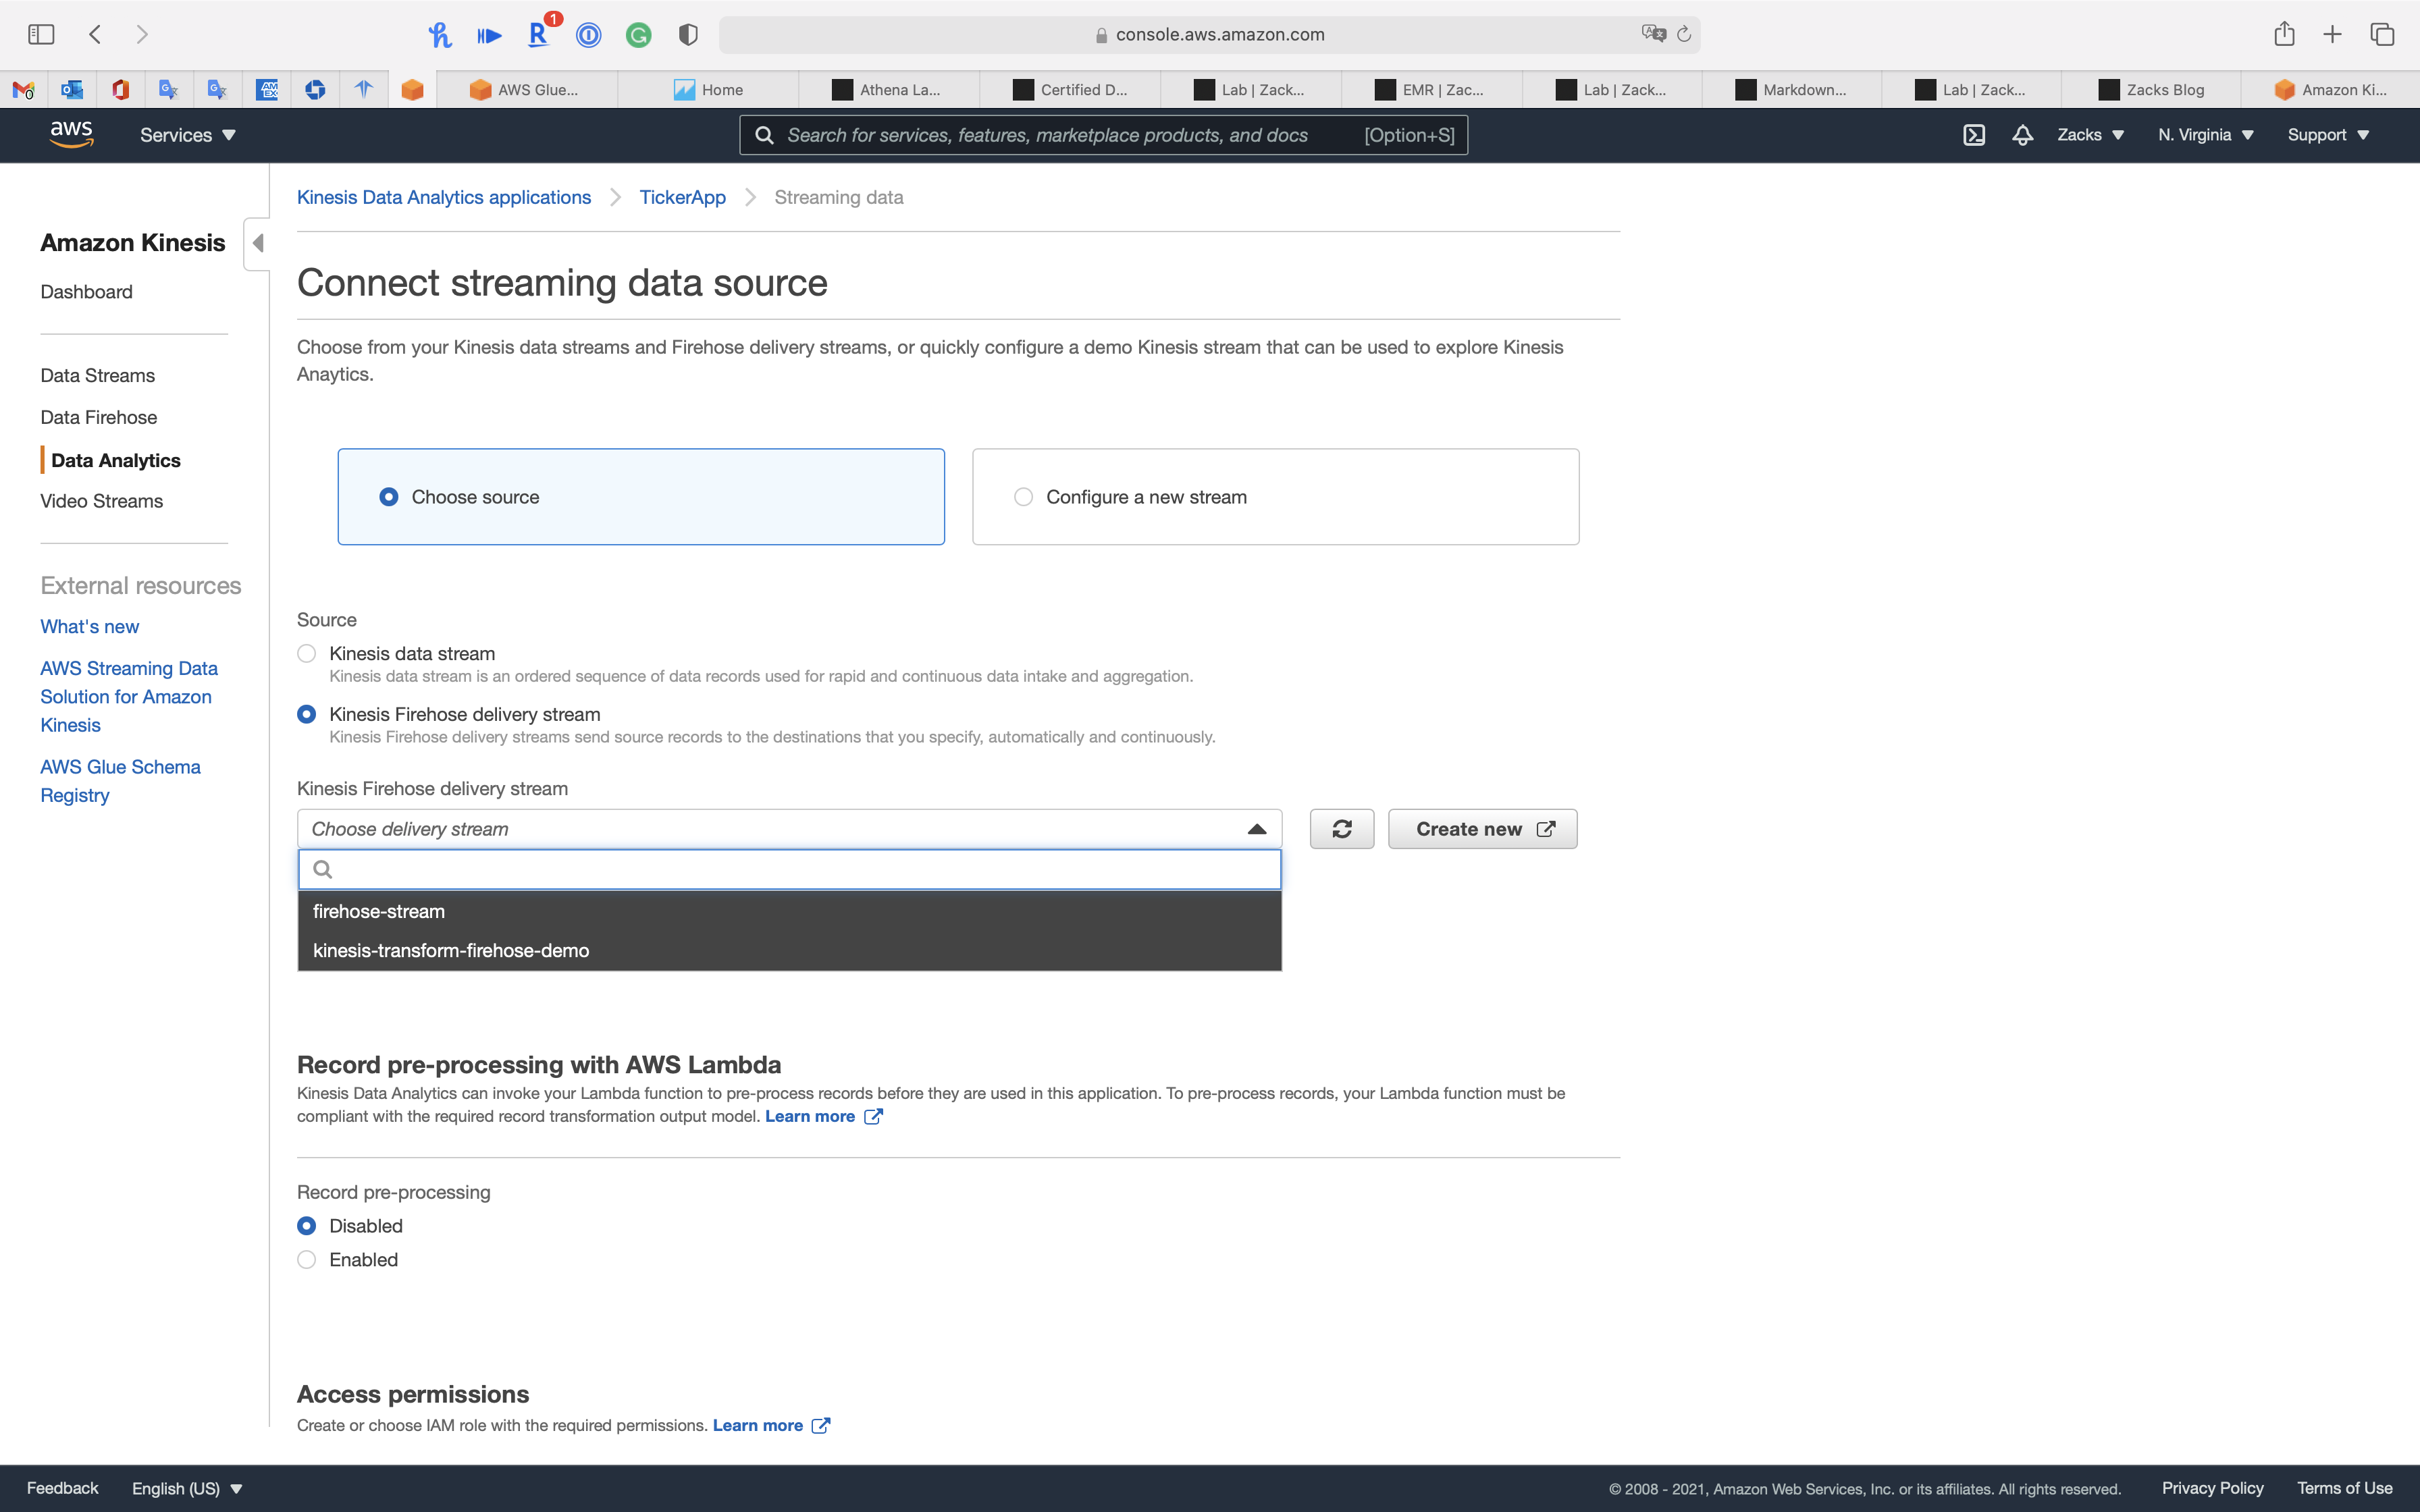 1
console.aws.amazon.com
0
AWS Glue...
Home
Athena La...
Certified D...
Lab | Zack...
EMR | Zac...
Lab | Zack...
Markdown...
Lab | Zack...
Zacks Blog
Amazon Ki...
aws
Services
Search for services, features, marketplace products, and docs [Option+S]
Zacks
N. Virginia
Support
Kinesis Data Analytics applications
TickerApp
Streaming data
Amazon Kinesis
Dashboard
Data Streams
Data Firehose
Data Analytics
Video Streams
External resources
What's new
AWS Streaming Data
Solution for Amazon
Kinesis
AWS Glue Schema
Registry
Connect streaming data source
Choose from your Kinesis data streams and Firehose delivery streams, or quickly configure a demo Kinesis stream that can be used to explore Kinesis
Anaytics.
Choose source
Configure a new stream
Source
Kinesis data stream
Kinesis data stream is an ordered sequence of data records used for rapid and continuous data intake and aggregation.
Kinesis Firehose delivery stream
Kinesis Firehose delivery streams send source records to the destinations that you specify, automatically and continuously.
Kinesis Firehose delivery stream
Choose delivery stream
Create new
firehose-stream
kinesis-transform-firehose-demo
Record pre-processing with AWS Lambda
Kinesis Data Analytics can invoke your Lambda function to pre-process records before they are used in this application. To pre-process records, your Lambda function must be
compliant with the required record transformation output model. Learn more
Record pre-processing
Disabled
Enabled
Access permissions
Create or choose IAM role with the required permissions. Learn more
Feedback
English (US)
© 2008 - 2021, Amazon Web Services, Inc. or its affiliates. All rights reserved.
Privacy Policy
Terms of Use